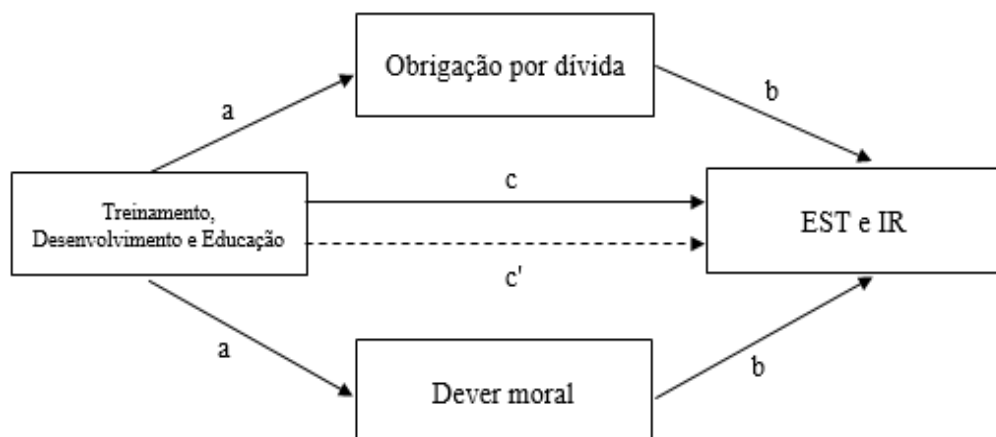 Obrigação por dívida
a
b
c
Treinamento,
Desenvolvimento e Educação
EST e IR
c'
a
b
Dever moral